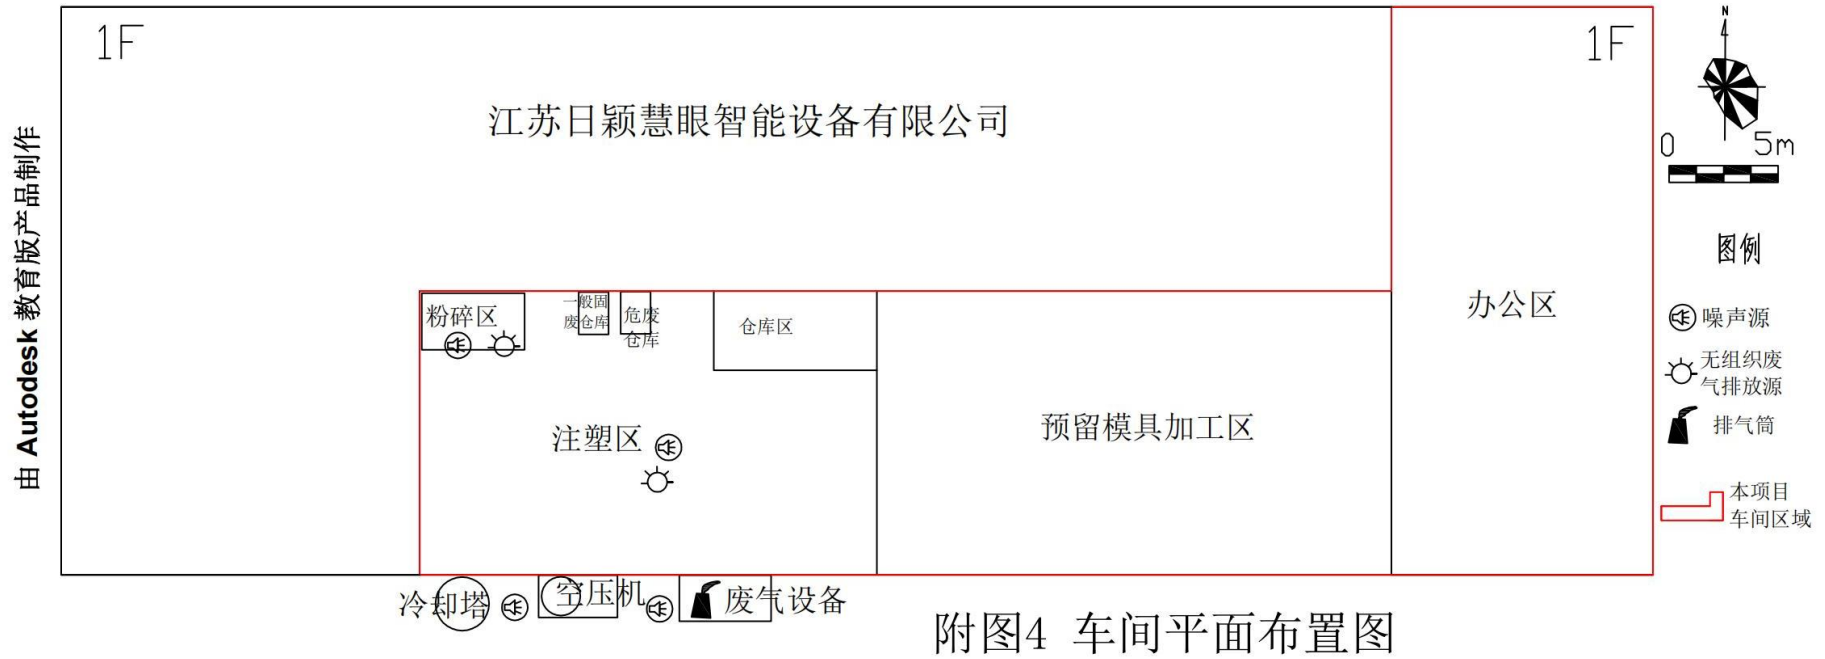 由 Autodesk 教育版产品制作
1F
1F
江苏日颖慧眼智能设备有限公司
N
0 5m
图例
噪声源
无组织废
气排放源
排气筒
本项目
车间区域
粉碎区
一般固
废仓库
危废
仓库
仓库区
办公区
注塑区
预留模具加工区
冷却塔
空压机
废气设备
附图4 车间平面布置图